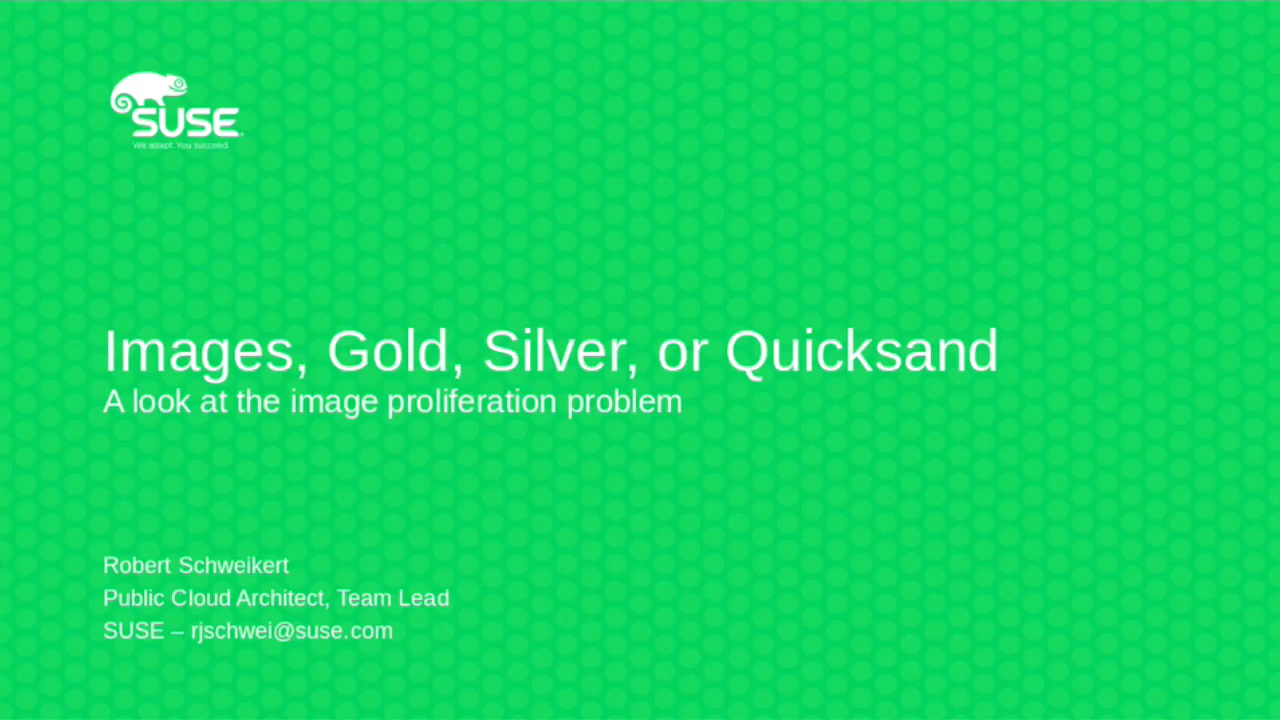 SUSE
We adapt. You succeed.
Images, Gold, Silver, or Quicksand
A look at the image proliferation problem
Robert Schweikert
Public Cloud Architect, Team Lead
SUSE – rjschwei@suse.com